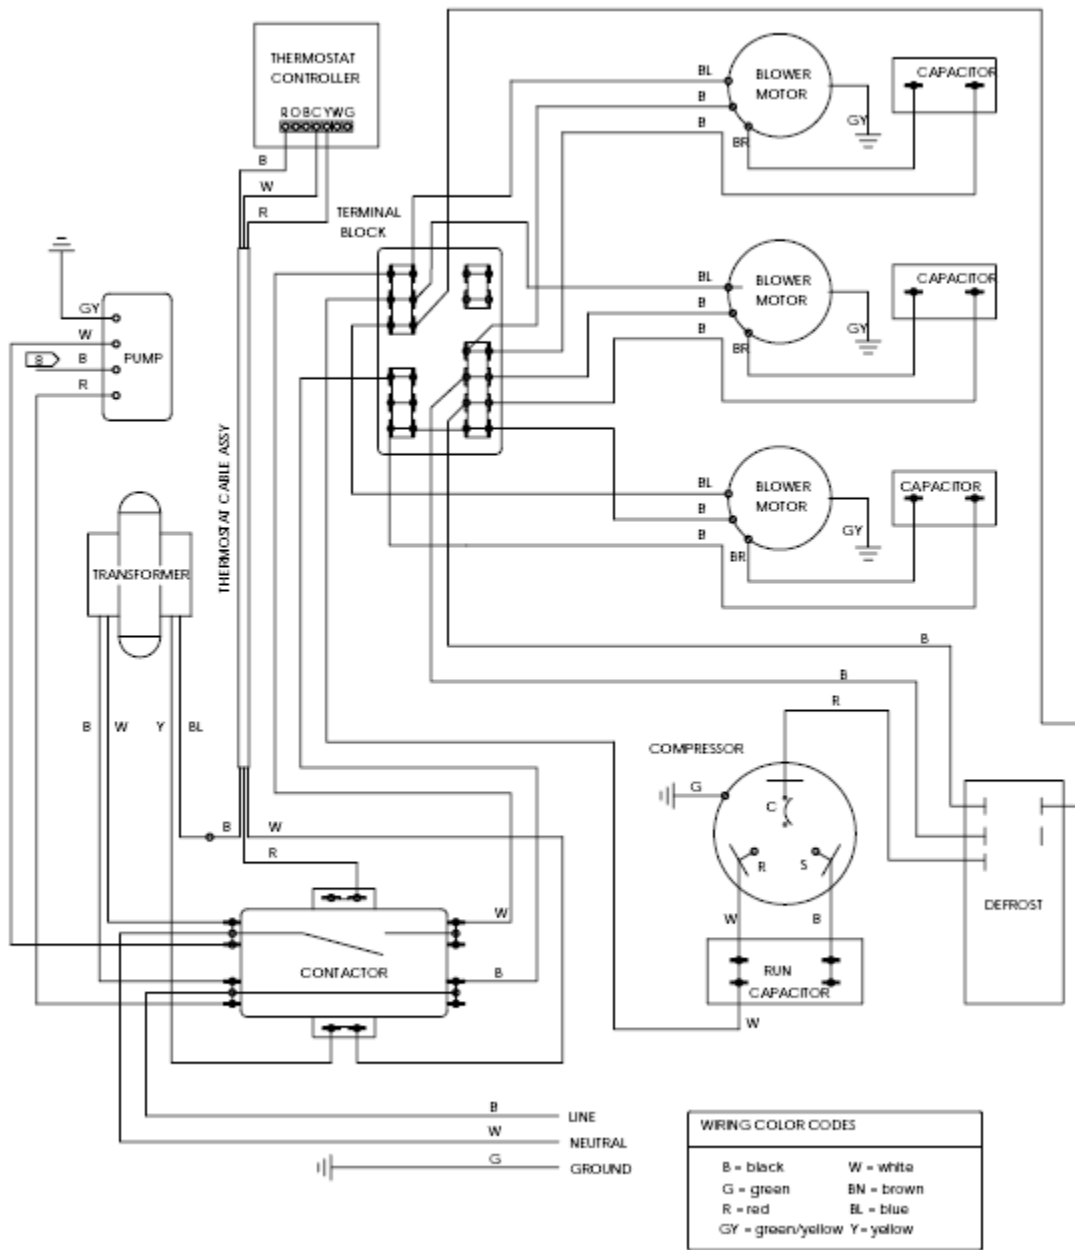 THERMOSTAT
CONTROLLER
R O B C Y W G
B
W
R
TERMINAL
BLOCK
BL
B
B
BR
BLOWER
MOTOR
GY
CAPACITOR
BL
B
B
BR
BLOWER
MOTOR
GY
CAPACITOR
BL
B
B
BR
BLOWER
MOTOR
GY
CAPACITOR
GY
W
B
R
8
PUMP
THERMOSTAT CABLE ASSY
TRANSFORMER
B
W
Y
BL
B
W
R
B
B
R
COMPRESSOR
G
C
R
S
W
B
RUN
CAPACITOR
W
DEFROST
W
B
CONTACTOR
B
LINE
W
NEUTRAL
G
GROUND
WIRING COLOR CODES
B = black W = white
G = green BN = brown
R = red BL = blue
GY = green/yellow Y = yellow